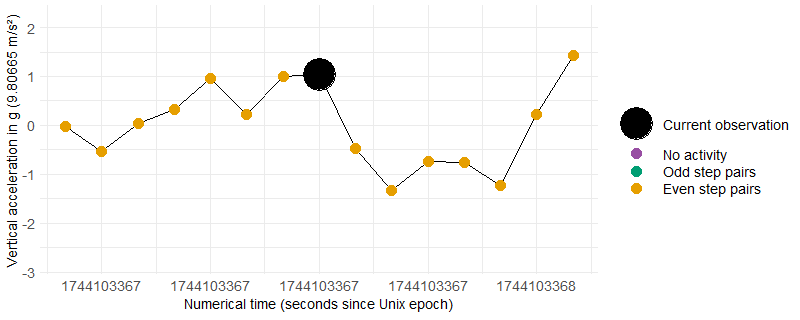 Vertical acceleration in g (9.80665 m/s²)
2
1
0
-1
-2
-3
1744103367 1744103367 1744103367 1744103367 1744103368
Numerical time (seconds since Unix epoch)
Current observation
No activity
Odd step pairs
Even step pairs